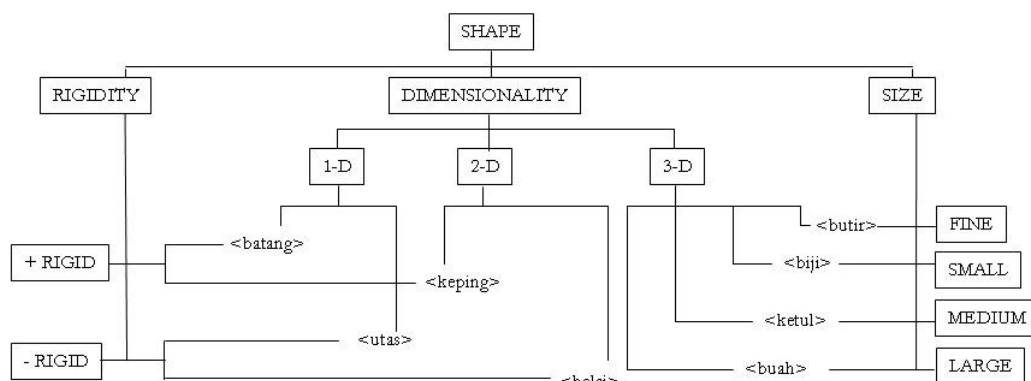 SHAPE
RIGIDITY DIMENSIONALITY SIZE
1-D 2-D 3-D
<butir> FINE
<batang>
+ RIGID <biji> SMALL
<keping>
<ketul> MEDIUM
<utas>
- RIGID <buah> LARGE